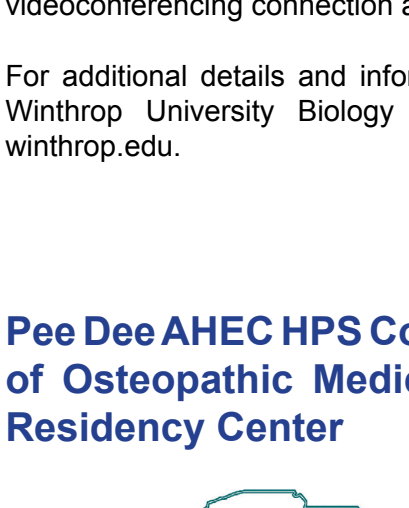 videoconferencing connection a
For additional details and infor
Winthrop University Biology
winthrop.edu.
Pee Dee AHEC HPS Co
of Osteopathic Medic
Residency Center